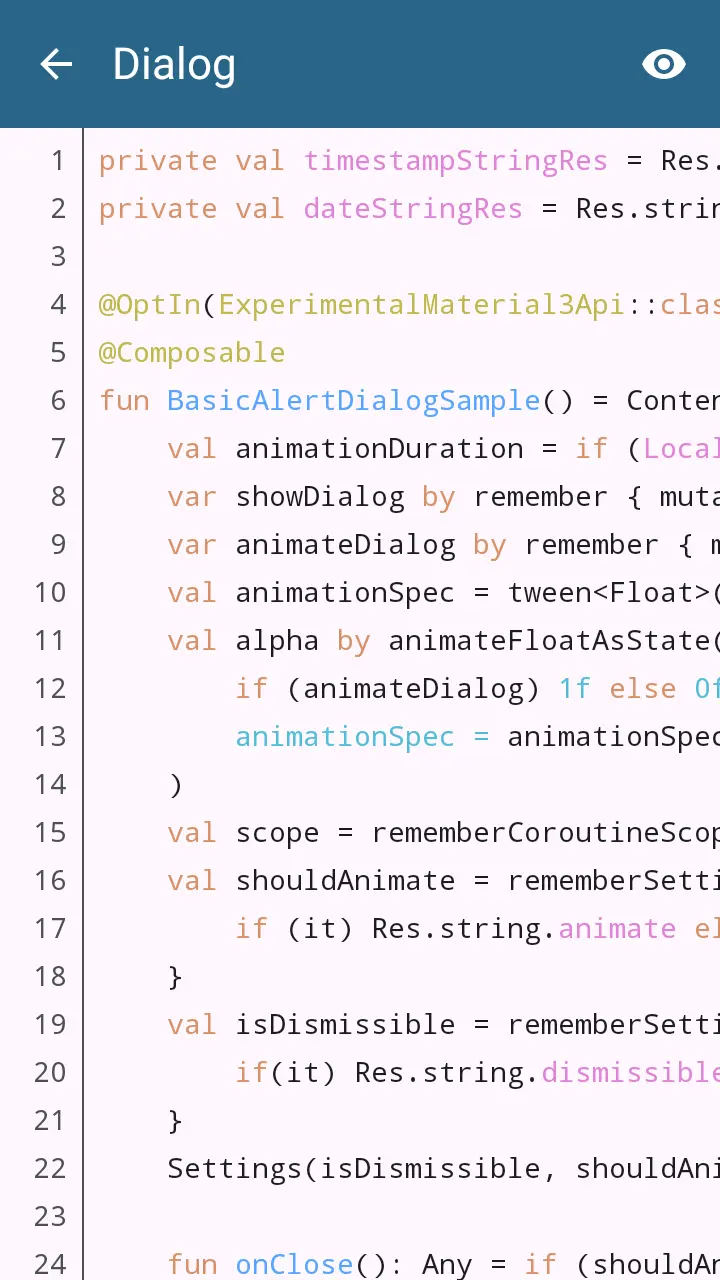 Dialog
1 private val timestampStringRes = Res.
2 private val dateStringRes = Res.strin
3
4 @OptIn(ExperimentalMaterial3Api::clas
5 @Composable
6 fun BasicAlertDialogSample() = Conten
7 val animationDuration = if (Local
8 var showDialog by remember { muta
9 var animateDialog by remember { m
10 val animationSpec = tween<Float>(
11 val alpha by animateFloatAsState(
12 if (animateDialog) 1f else 0f
13 animationSpec = animationSpec
14 )
15 val scope = rememberCoroutineScop
16 val shouldAnimate = rememberSetti
17 if (it) Res.string.animate el
18 }
19 val isDismissible = rememberSetti
20 if(it) Res.string.dismissible
21 }
22 Settings(isDismissible, shouldAni
23
24 fun onClose(): Any = if (shouldAn